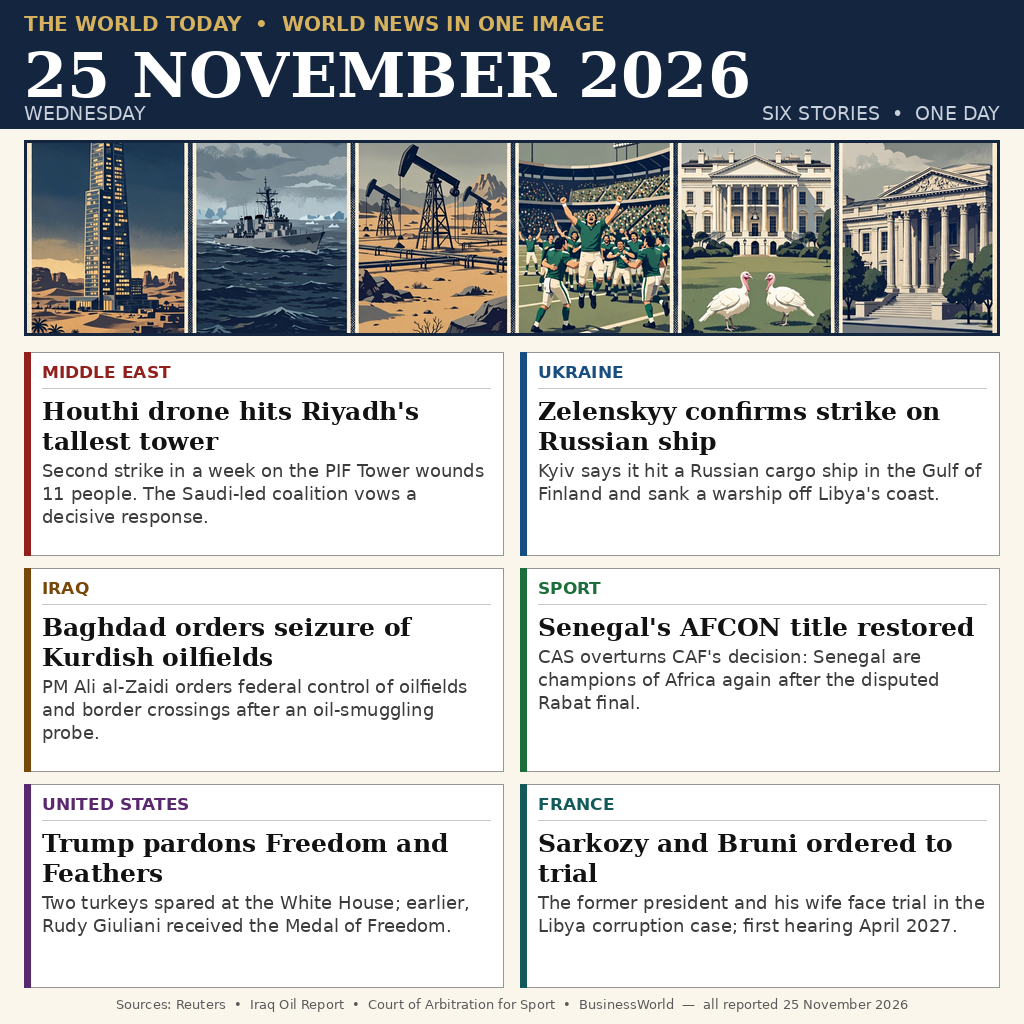 THE WORLD TODAY • WORLD NEWS IN ONE IMAGE
25 NOVEMBER 2026
WEDNESDAY
SIX STORIES • ONE DAY
MIDDLE EAST
Houthi drone hits Riyadh's
tallest tower
Second strike in a week on the PIF Tower wounds
11 people. The Saudi-led coalition vows a
decisive response.
UKRAINE
Zelenskyy confirms strike on
Russian ship
Kyiv says it hit a Russian cargo ship in the Gulf of
Finland and sank a warship off Libya's coast.
IRAQ
Baghdad orders seizure of
Kurdish oilfields
PM Ali al-Zaidi orders federal control of oilfields
and border crossings after an oil-smuggling
probe.
SPORT
Senegal's AFCON title restored
CAS overturns CAF's decision: Senegal are
champions of Africa again after the disputed
Rabat final.
UNITED STATES
Trump pardons Freedom and
Feathers
Two turkeys spared at the White House; earlier,
Rudy Giuliani received the Medal of Freedom.
FRANCE
Sarkozy and Bruni ordered to
trial
The former president and his wife face trial in the
Libya corruption case; first hearing April 2027.
Sources: Reuters • Iraq Oil Report • Court of Arbitration for Sport • BusinessWorld — all reported 25 November 2026